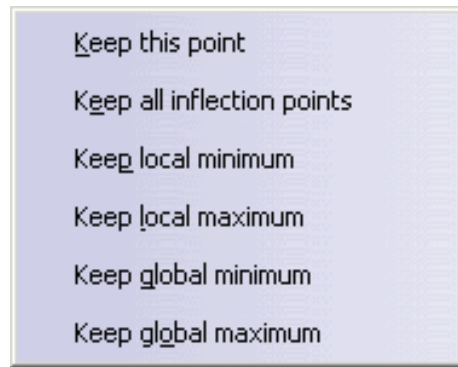 Keep this point
Keep all inflection points
Keep local minimum
Keep local maximum
Keep global minimum
Keep global maximum